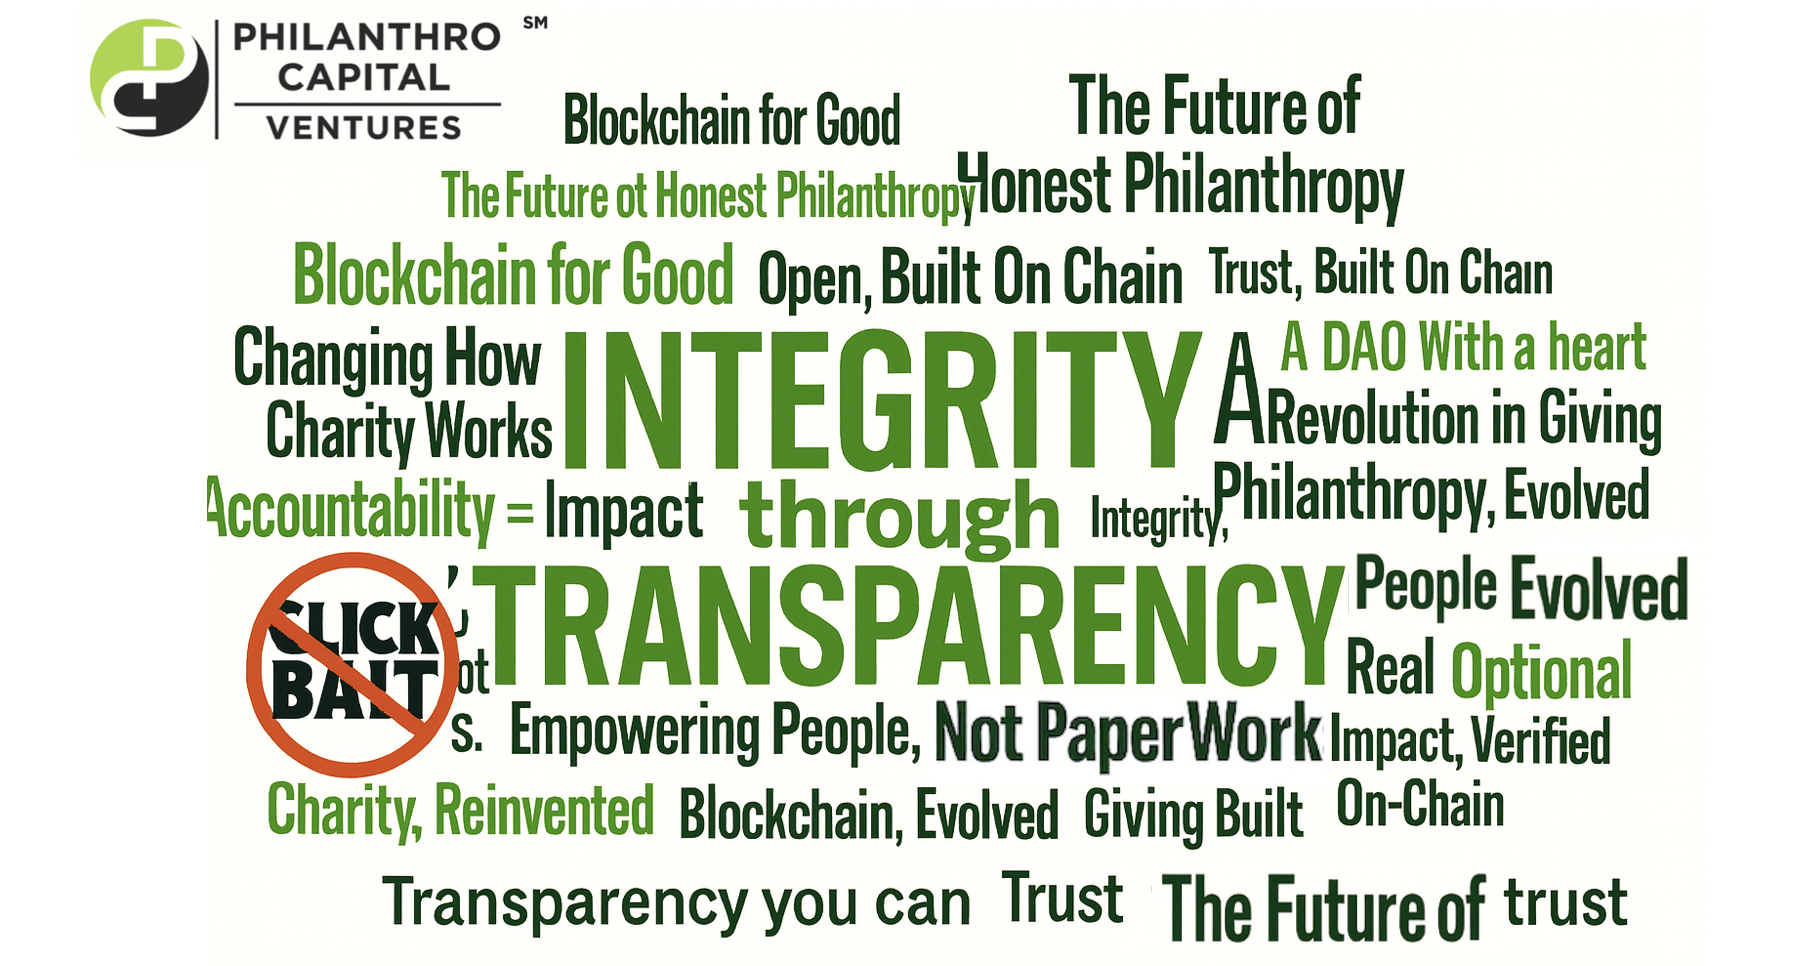 PHILANTHRO SM
CAPITAL
VENTURES
Blockchain for Good
The Future of
Honest Philanthropy
The Future ot Honest Philanthropy
Blockchain for Good
Open, Built On Chain
Trust, Built On Chain
Changing How
Charity Works
INTEGRITY
A
A DAO With a heart
Revolution in Giving
Accountability = Impact
through
Integrity,
Philanthropy, Evolved
CLICK
BAIT
ot
s.
TRANSPARENCY
People Evolved
Real Optional
Empowering People, Not PaperWork
Impact, Verified
On-Chain
Charity, Reinvented
Blockchain, Evolved
Giving Built
Transparency you can Trust
The Future of trust